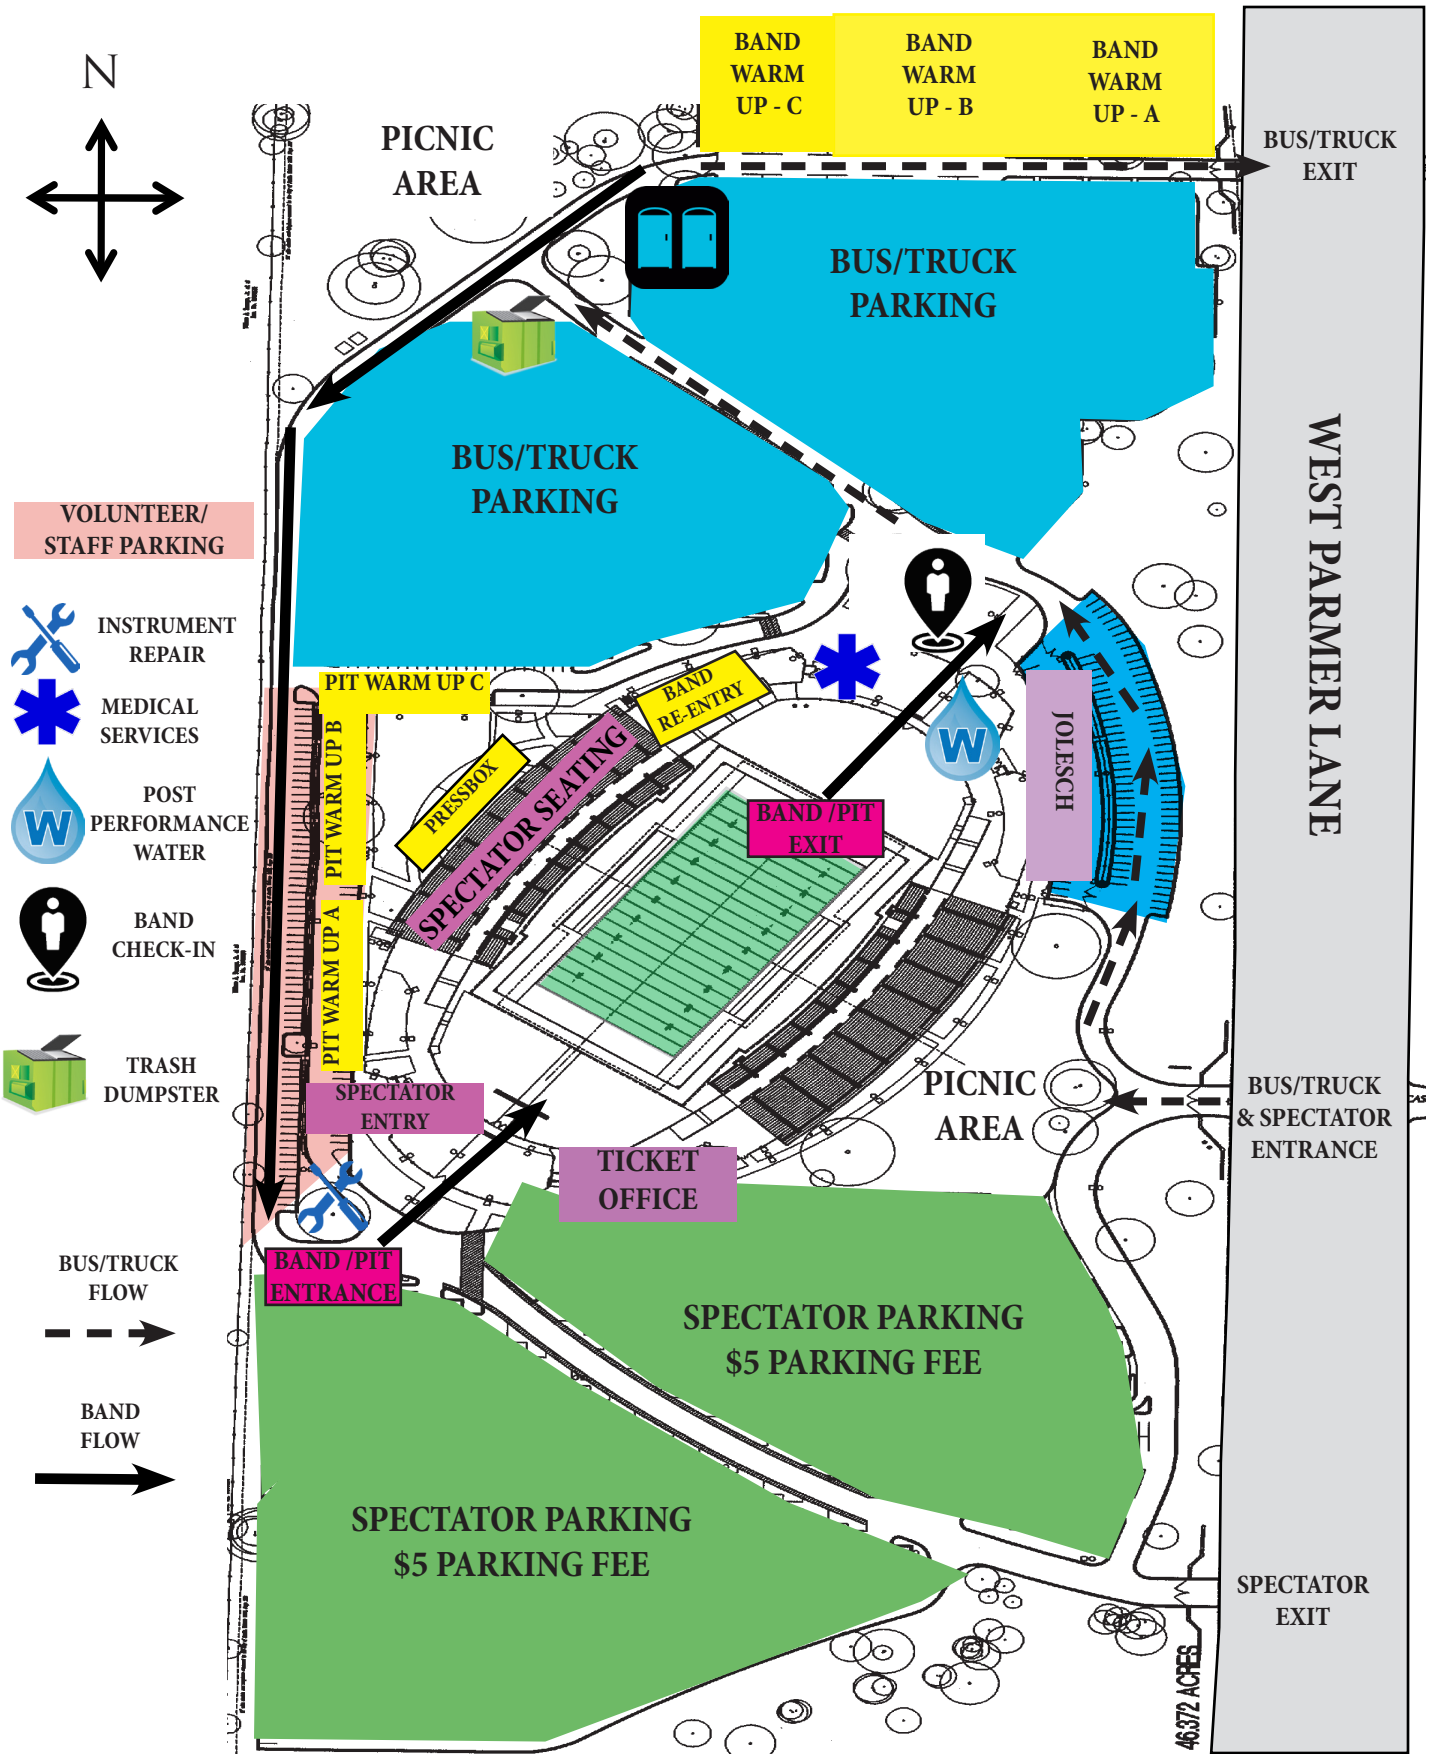 N
BAND
WARM
UP - C
BAND
WARM
UP - B
BAND
WARM
UP - A
PICNIC
AREA
BUS/TRUCK
EXIT
BUS/TRUCK
PARKING
BUS/TRUCK
PARKING
WEST PARMER LANE
VOLUNTEER/
STAFF PARKING
INSTRUMENT
REPAIR
MEDICAL
SERVICES
W
POST
PERFORMANCE
WATER
BAND
CHECK-IN
TRASH
DUMPSTER
PIT WARM UP C
PIT WARM UP B
PIT WARM UP A
BAND
RE-ENTRY
PRESSBOX
SPECTATOR SEATING
W
JOLESCH
BAND /PIT
EXIT
SPECTATOR
ENTRY
PICNIC
AREA
BUS/TRUCK
& SPECTATOR
ENTRANCE
TICKET
OFFICE
BAND /PIT
ENTRANCE
BUS/TRUCK
FLOW
BAND
FLOW
SPECTATOR PARKING
$5 PARKING FEE
SPECTATOR PARKING
$5 PARKING FEE
SPECTATOR
EXIT
46.372 ACRES